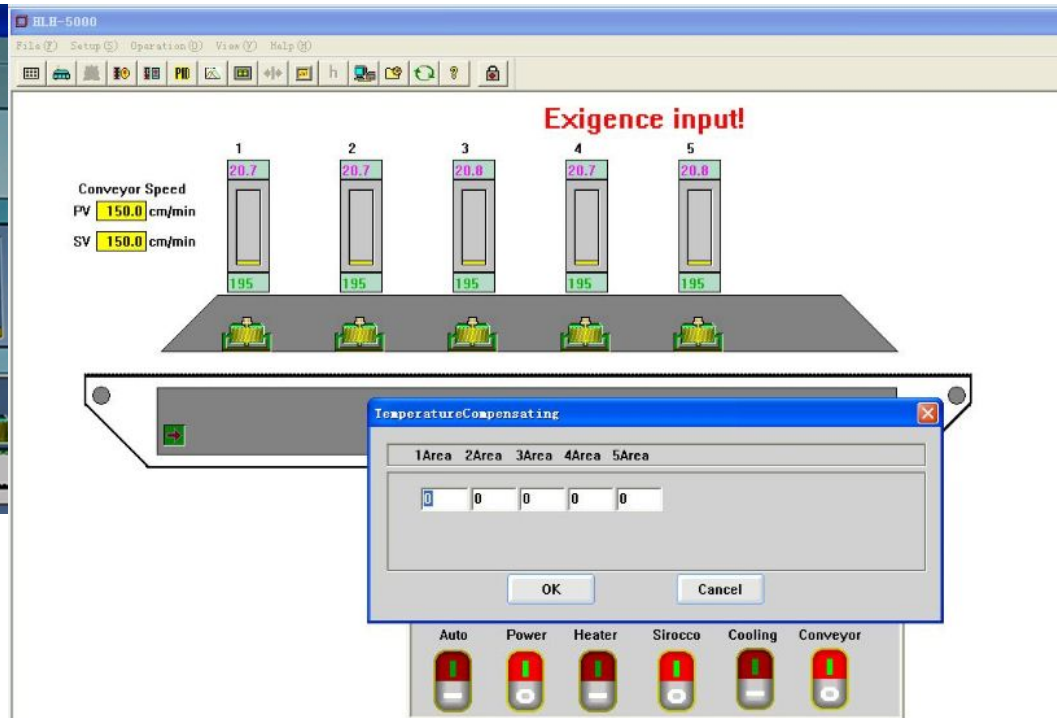 HLH-5000
File(F) Setup(S) Operation(O) View(V) Help(H)
PID h ?
Exigence input!
1 2 3 4 5
20.7 20.7 20.8 20.7 20.8
Conveyor Speed
PV 150.0 cm/min
SV 150.0 cm/min
195 195 195 195 195
TemperatureCompensating
1Area 2Area 3Area 4Area 5Area
0 0 0 0 0
OK Cancel
Auto Power Heater Sirocco Cooling Conveyor